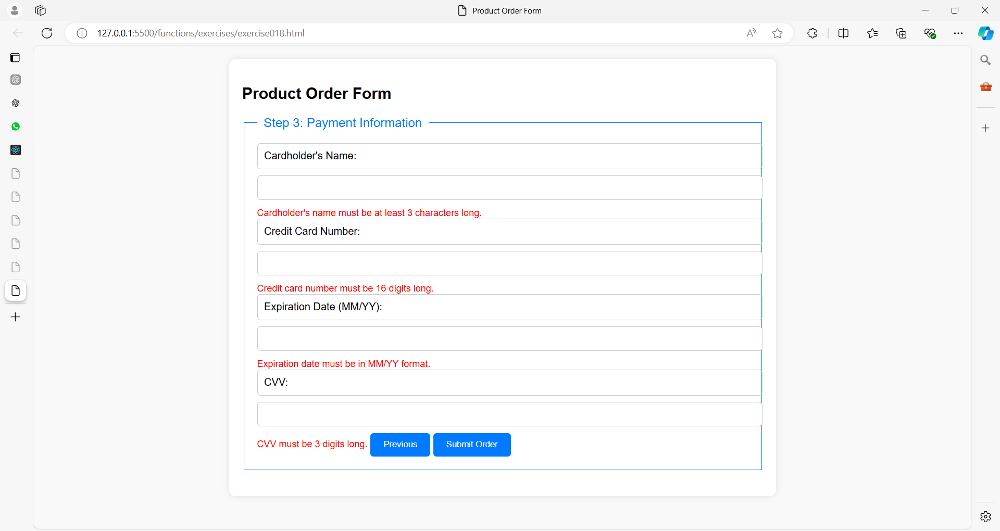 Product Order Form
127.0.0.1:5500/functions/exercises/exercise018.html
Product Order Form
Step 3: Payment Information
Cardholder's Name:
Cardholder's name must be at least 3 characters long.
Credit Card Number:
Credit card number must be 16 digits long.
Expiration Date (MM/YY):
Expiration date must be in MM/YY format.
CVV:
CVV must be 3 digits long. Previous Submit Order